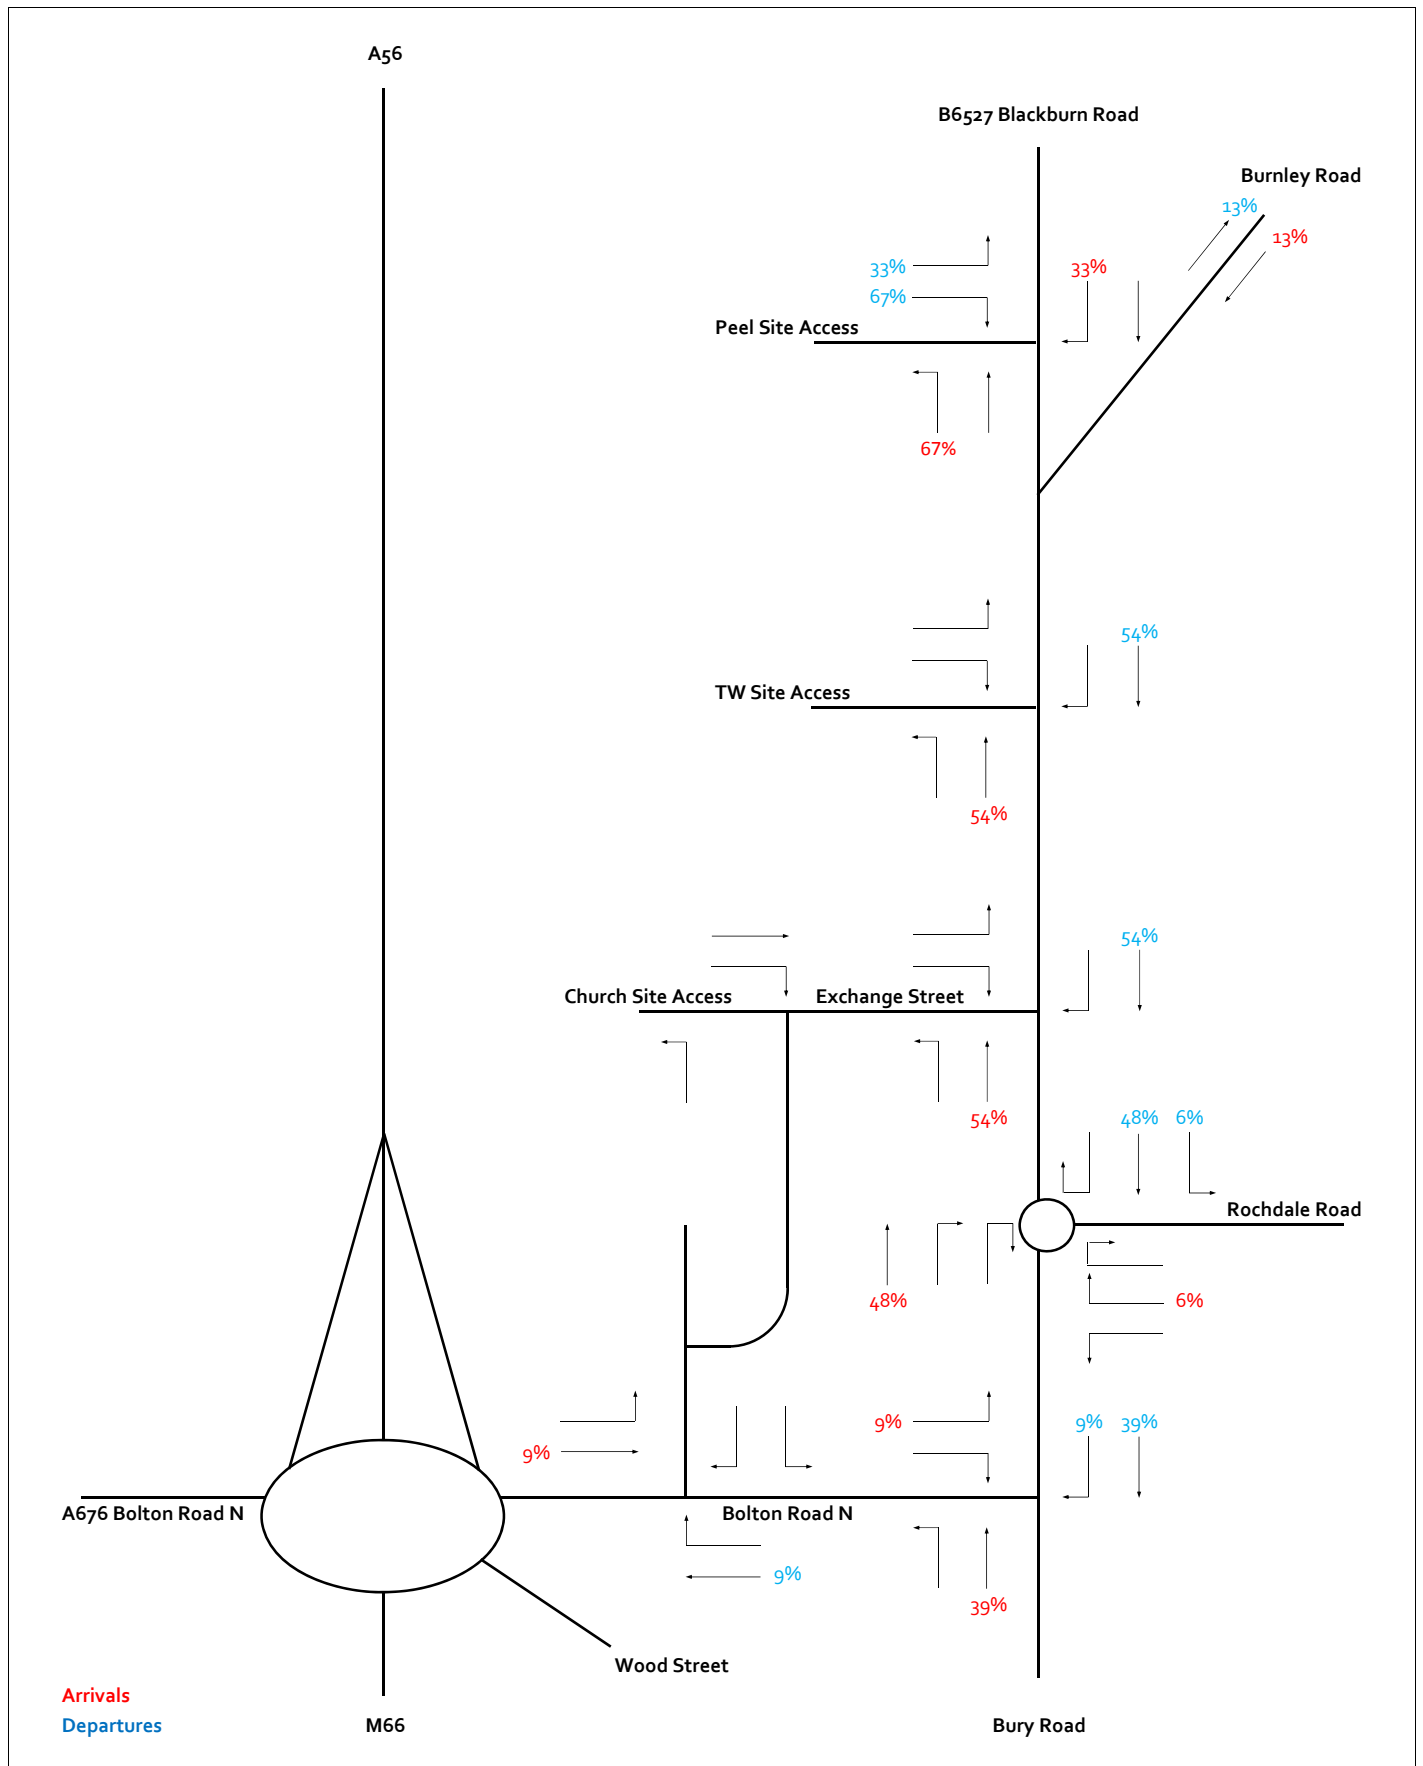 A56
B6527 Blackburn Road
Burnley Road
13%
13%
33%
33%
67%
Peel Site Access
67%
54%
TW Site Access
54%
54%
Church Site Access
Exchange Street
54%
48%
6%
Rochdale Road
48%
6%
9%
9%
39%
9%
A676 Bolton Road N
Bolton Road N
9%
39%
Wood Street
Arrivals
Departures
M66
Bury Road